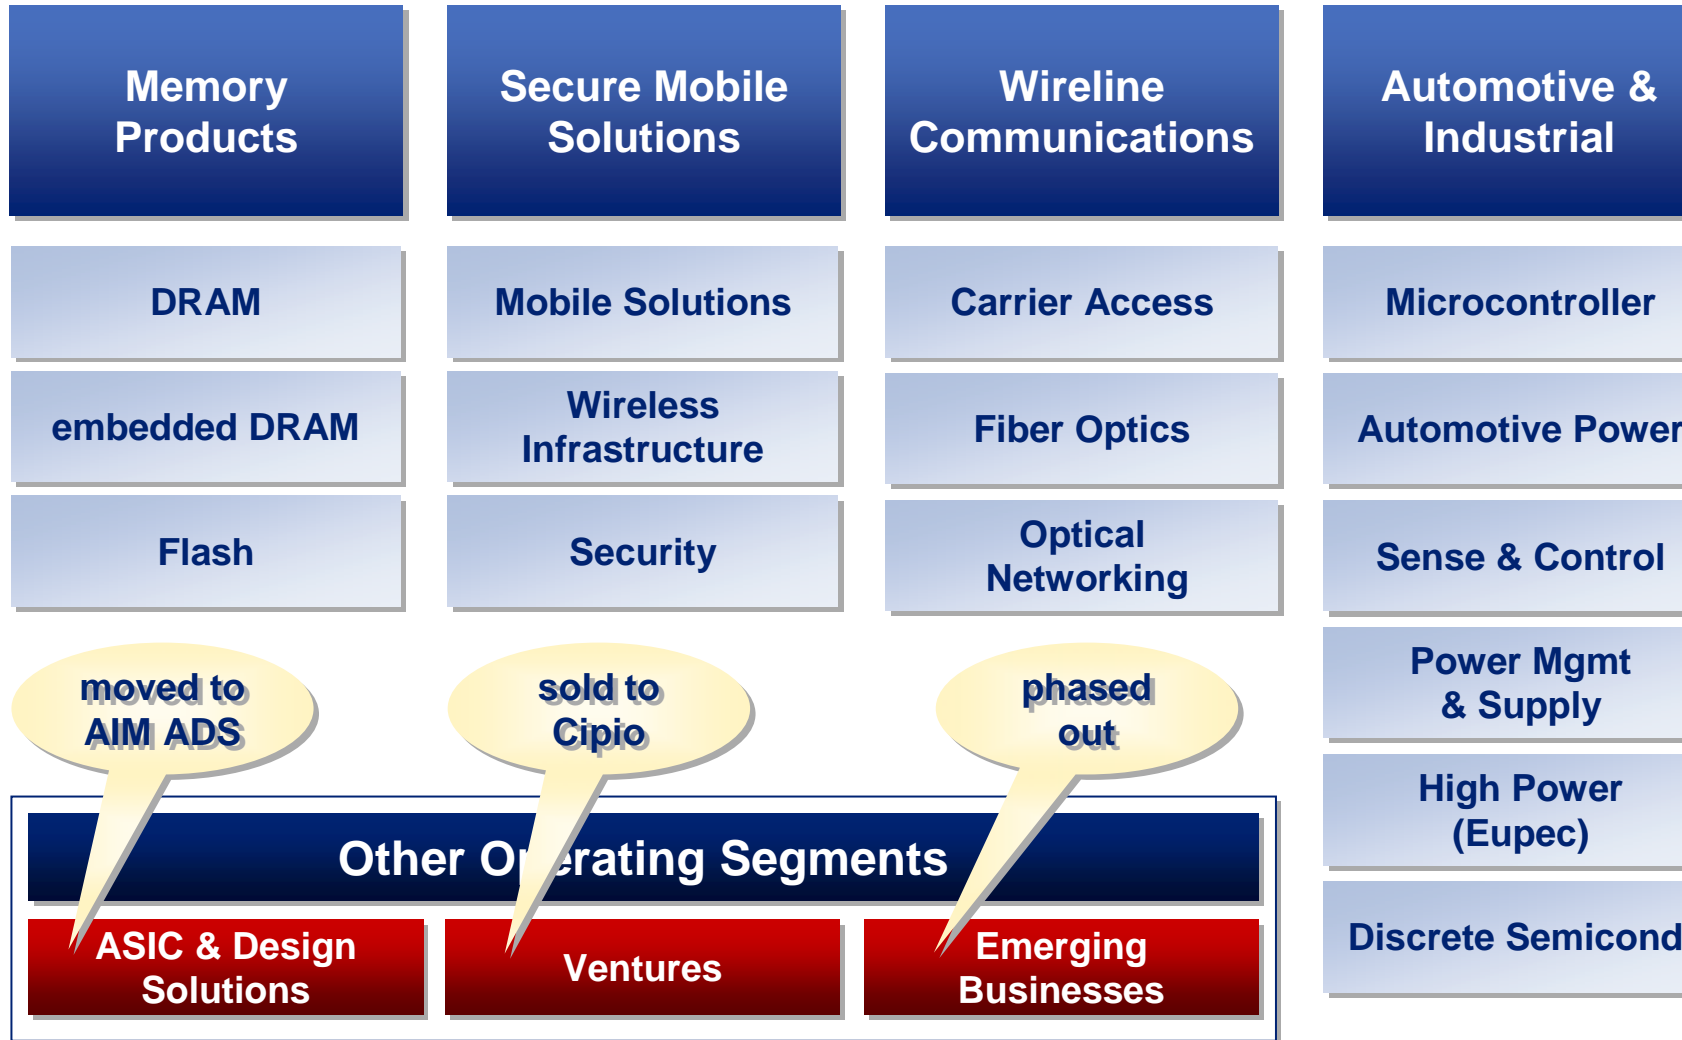 Memory
Products
Secure Mobile
Solutions
Wireline
Communications
Automotive &
Industrial
DRAM
Mobile Solutions
Carrier Access
Microcontroller
embedded DRAM
Wireless
Infrastructure
Fiber Optics
Automotive Power
Flash
Security
Optical
Networking
Sense & Control
Power Mgmt
& Supply
High Power
(Eupec)
Discrete Semicond
moved to
AIM ADS
sold to
Cipio
phased
out
Other Operating Segments
ASIC & Design
Solutions
Ventures
Emerging
Businesses